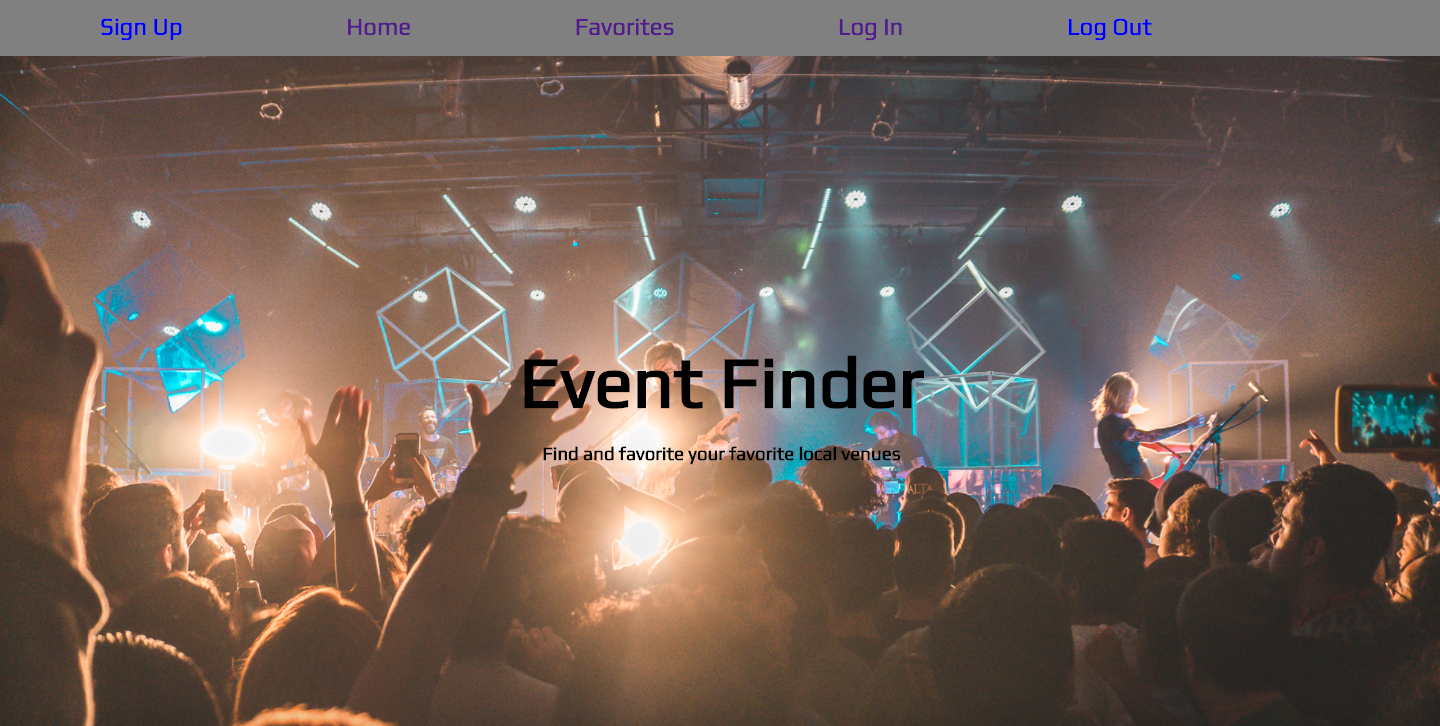 Sign Up Home Favorites Log In Log Out
Event Finder
Find and favorite your favorite local venues